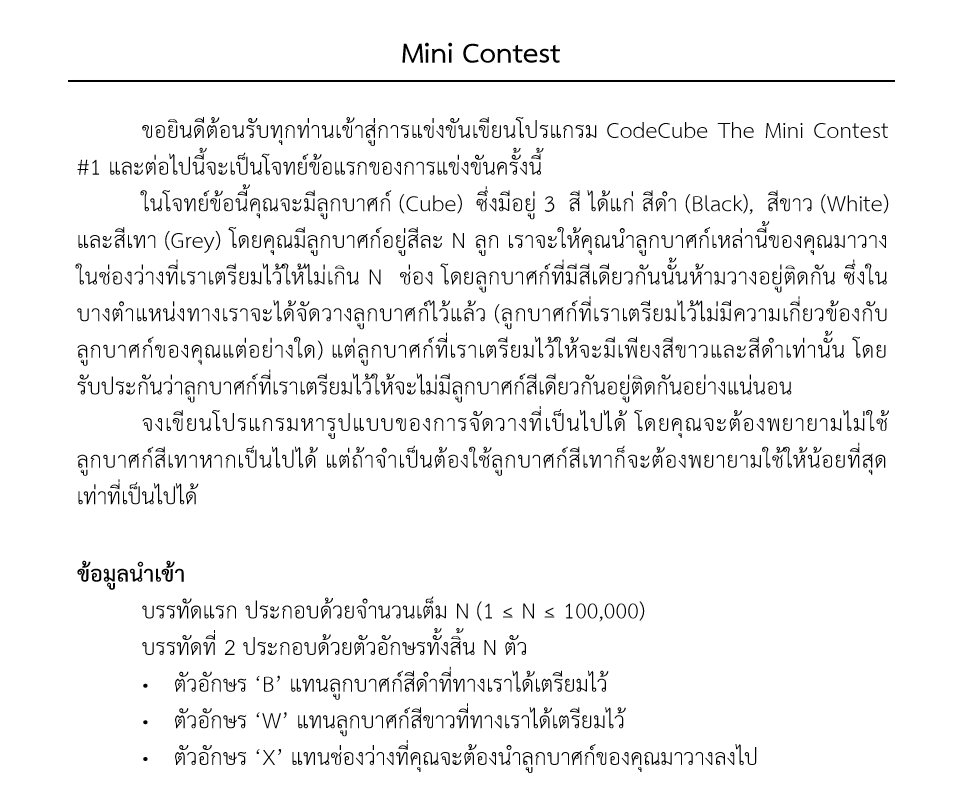 Mini Contest
ขอยินดีต้อนรับทุกท่านเข้าสู่การแข่งขันเขียนโปรแกรม CodeCube The Mini Contest
#1 และต่อไปนี้จะเป็นโจทย์ข้อแรกของการแข่งขันครั้งนี้
ในโจทย์ข้อนี้คุณจะมีลูกบาศก์ (Cube) ซึ่งมีอยู่ 3 สี ได้แก่ สีดำ (Black), สีขาว (White)
และสีเทา (Grey) โดยคุณมีลูกบาศก์อยู่สีละ N ลูก เราจะให้คุณนำลูกบาศก์เหล่านี้ของคุณมาวาง
ในช่องว่างที่เราเตรียมไว้ให้ไม่เกิน N ช่อง โดยลูกบาศก์ที่มีสีเดียวกันนั้นห้ามวางอยู่ติดกัน ซึ่งใน
บางตำแหน่งทางเราจะได้จัดวางลูกบาศก์ไว้แล้ว (ลูกบาศก์ที่เราเตรียมไว้ไม่มีความเกี่ยวข้องกับ
ลูกบาศก์ของคุณแต่อย่างใด) แต่ลูกบาศก์ที่เราเตรียมไว้ให้จะมีเพียงสีขาวและสีดำเท่านั้น โดย
รับประกันว่าลูกบาศก์ที่เราเตรียมไว้ให้จะไม่มีลูกบาศก์สีเดียวกันอยู่ติดกันอย่างแน่นอน
จงเขียนโปรแกรมหารูปแบบของการจัดวางที่เป็นไปได้ โดยคุณจะต้องพยายามไม่ใช้
ลูกบาศก์สีเทาหากเป็นไปได้ แต่ถ้าจำเป็นต้องใช้ลูกบาศก์สีเทาก็จะต้องพยายามใช้ให้น้อยที่สุด
เท่าที่เป็นไปได้
ข้อมูลนำเข้า
บรรทัดแรก ประกอบด้วยจำนวนเต็ม N (1 ≤ N ≤ 100,000)
บรรทัดที่ 2 ประกอบด้วยตัวอักษรทั้งสิ้น N ตัว
• ตัวอักษร ‘B’ แทนลูกบาศก์สีดำที่ทางเราได้เตรียมไว้
• ตัวอักษร ‘W’ แทนลูกบาศก์สีขาวที่ทางเราได้เตรียมไว้
• ตัวอักษร ‘X’ แทนช่องว่างที่คุณจะต้องนำลูกบาศก์ของคุณมาวางลงไป